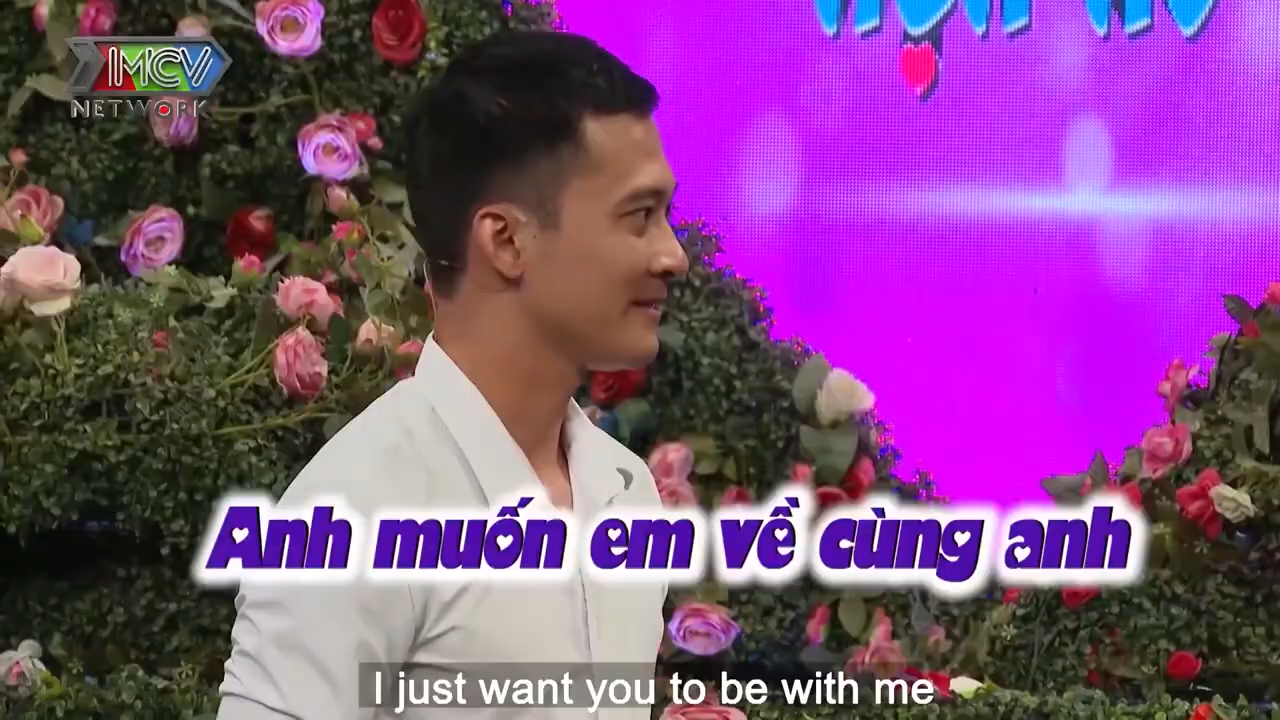 MCV
NETWORK
Anh muốn em về cùng anh
I just want you to be with me